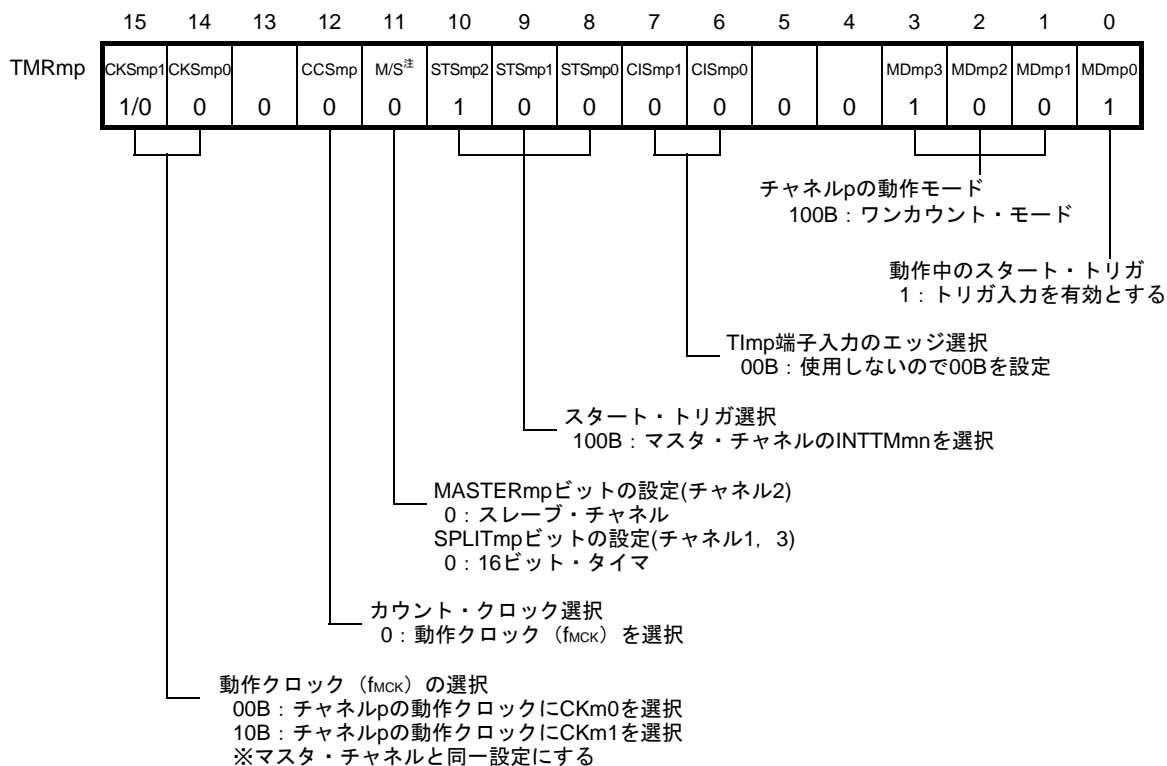 15 14 13 12 11 10 9 8 7 6 5 4 3 2 1 0
TMRmp CKSmp1 CKSmp0 CCSmp M/S注 STSmp2 STSmp1 STSmp0 CISmp1 CISmp0 MDmp3 MDmp2 MDmp1 MDmp0
1/0 0 0 0 0 1 0 0 0 0 0 0 1 0 0 1
チャネルpの動作モード
100B：ワンカウント・モード
動作中のスタート・トリガ
1：トリガ入力を有効とする
TImp端子入力のエッジ選択
00B：使用しないので00Bを設定
スタート・トリガ選択
100B：マスタ・チャネルのINTTMmnを選択
MASTERmpビットの設定(チャネル2)
0：スレーブ・チャネル
SPLITmpビットの設定(チャネル1，3)
0：16ビット・タイマ
カウント・クロック選択
0：動作クロック（fMCK）を選択
動作クロック（fMCK）の選択
00B：チャネルpの動作クロックにCKm0を選択
10B：チャネルpの動作クロックにCKm1を選択
※マスタ・チャネルと同一設定にする